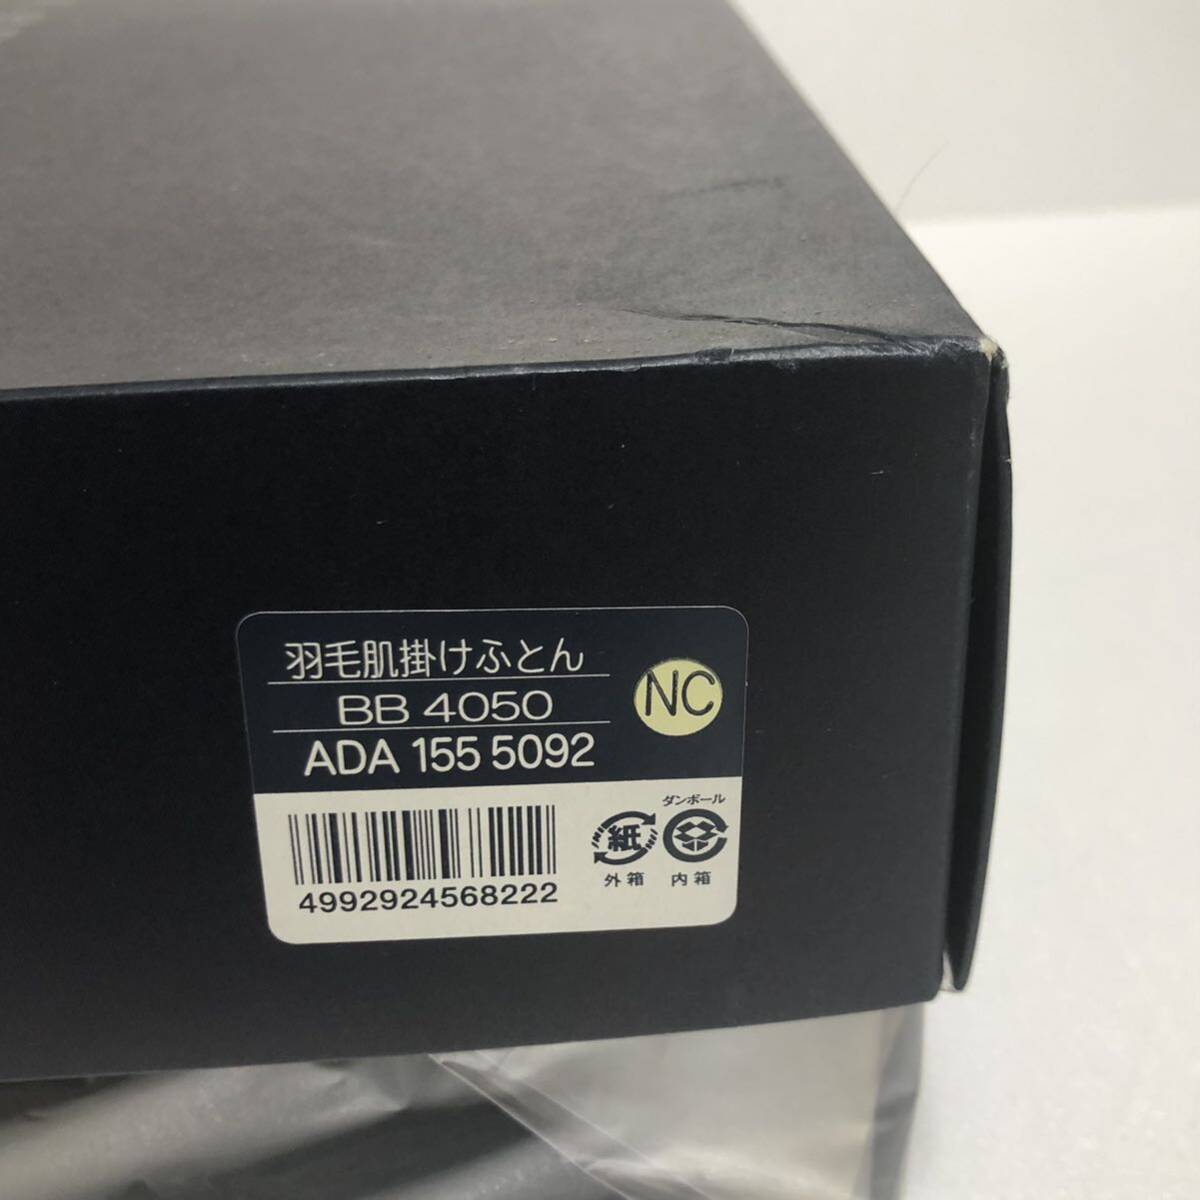 羽毛肌掛けふとん
BB 4050
NC
ADA 155 5092
4992924568222
ダンボール
紙
外箱
内箱